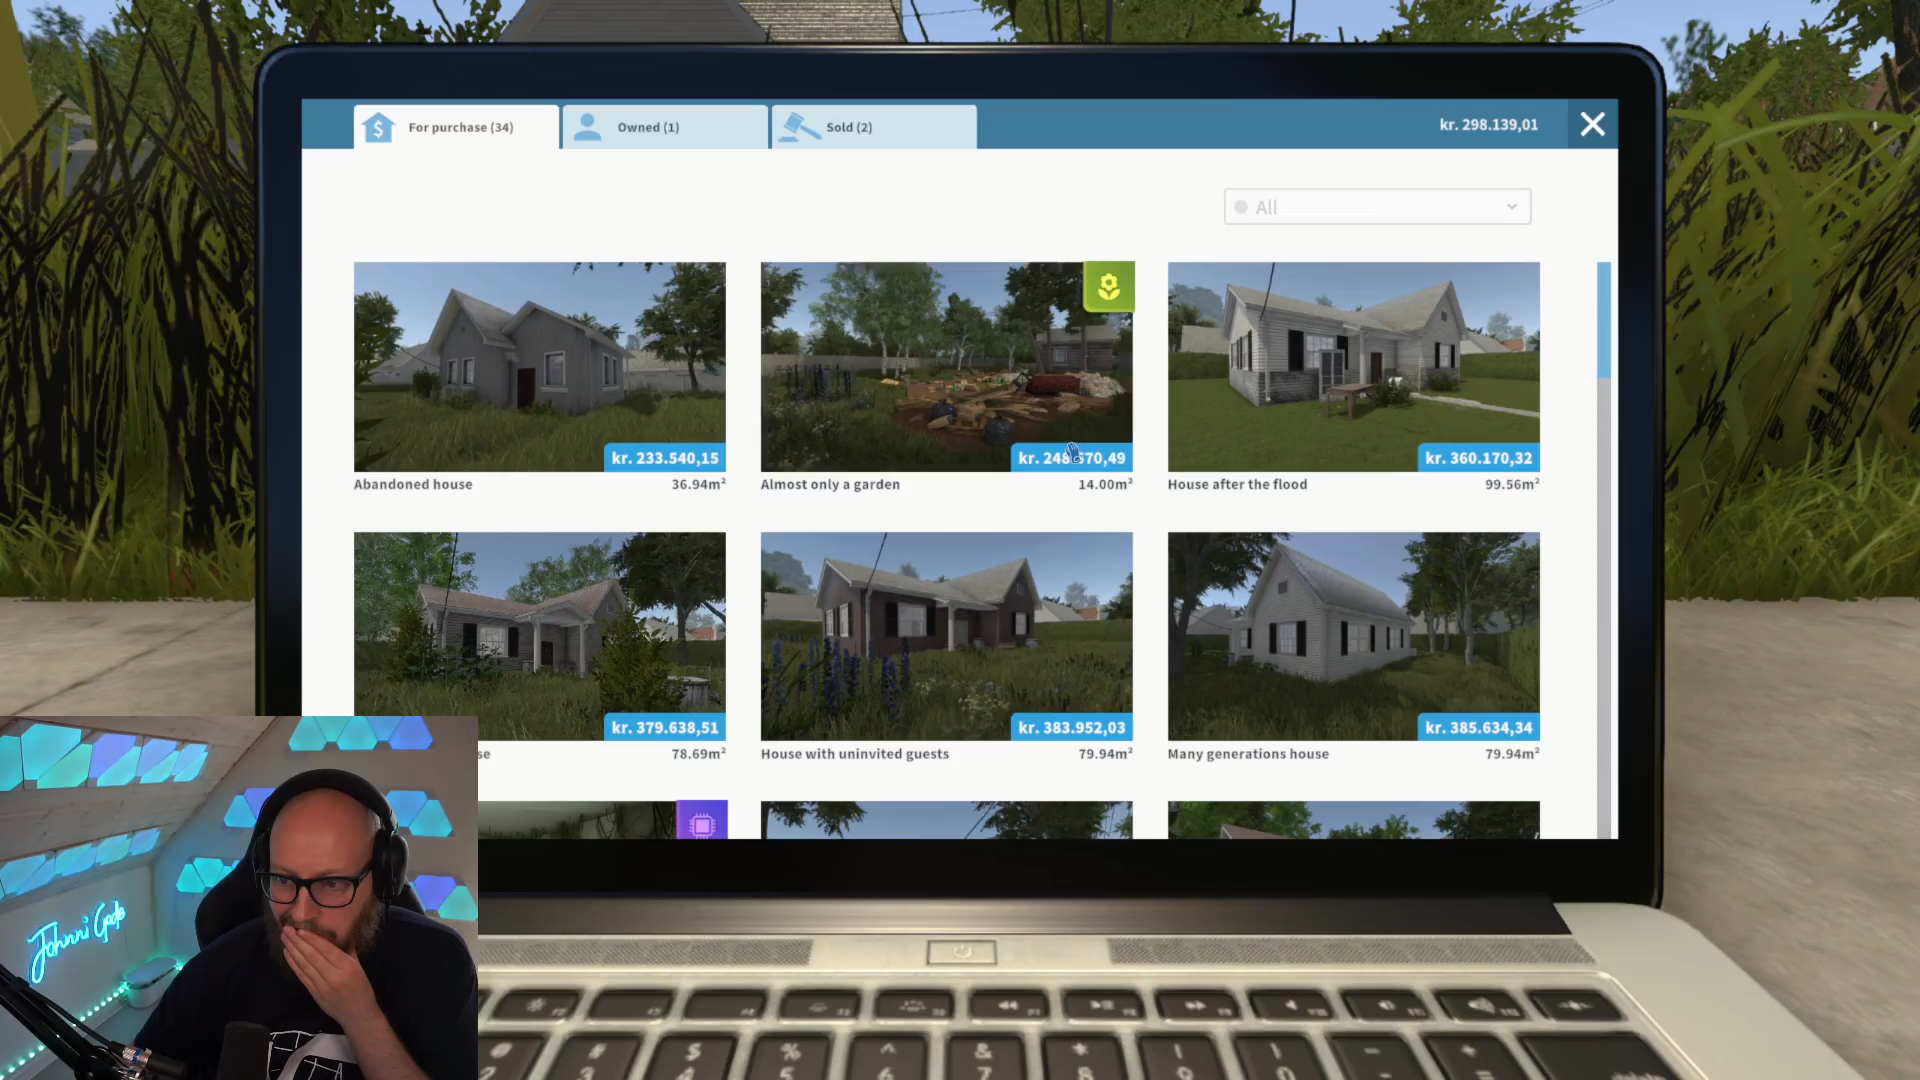 For purchase (34)
Owned (1)
Sold (2)
kr. 298.139,01
All
kr. 233.540,15
Abandoned house
36.94m²
Almost only a garden
14.00m²
kr. 360.170,32
House after the flood
99.56m²
kr. 379.638,51
se
78.69m²
kr. 383.952,03
House with uninvited guests
79.94m²
kr. 385.634,34
Many generations house
79.94m²
Johnni Gade